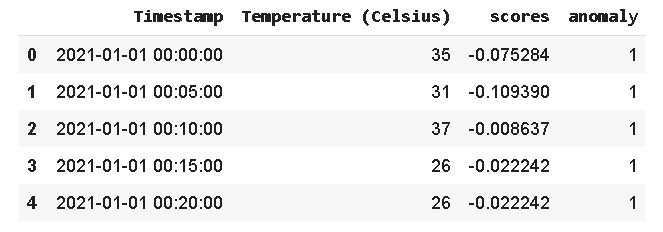 Timestamp Temperature (Celsius) scores anomaly
0 2021-01-01 00:00:00 35 -0.075284 1
1 2021-01-01 00:05:00 31 -0.109390 1
2 2021-01-01 00:10:00 37 -0.008637 1
3 2021-01-01 00:15:00 26 -0.022242 1
4 2021-01-01 00:20:00 26 -0.022242 1